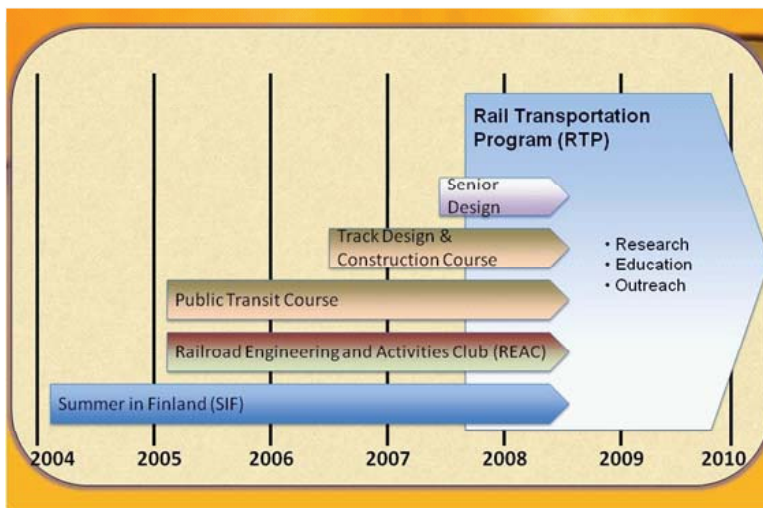 Rail Transportation
Program (RTP)
Senior
Design
Track Design &
Construction Course
• Research
• Education
• Outreach
Public Transit Course
Railroad Engineering and Activities Club (REAC)
Summer in Finland (SIF)
2004 2005 2006 2007 2008 2009 2010